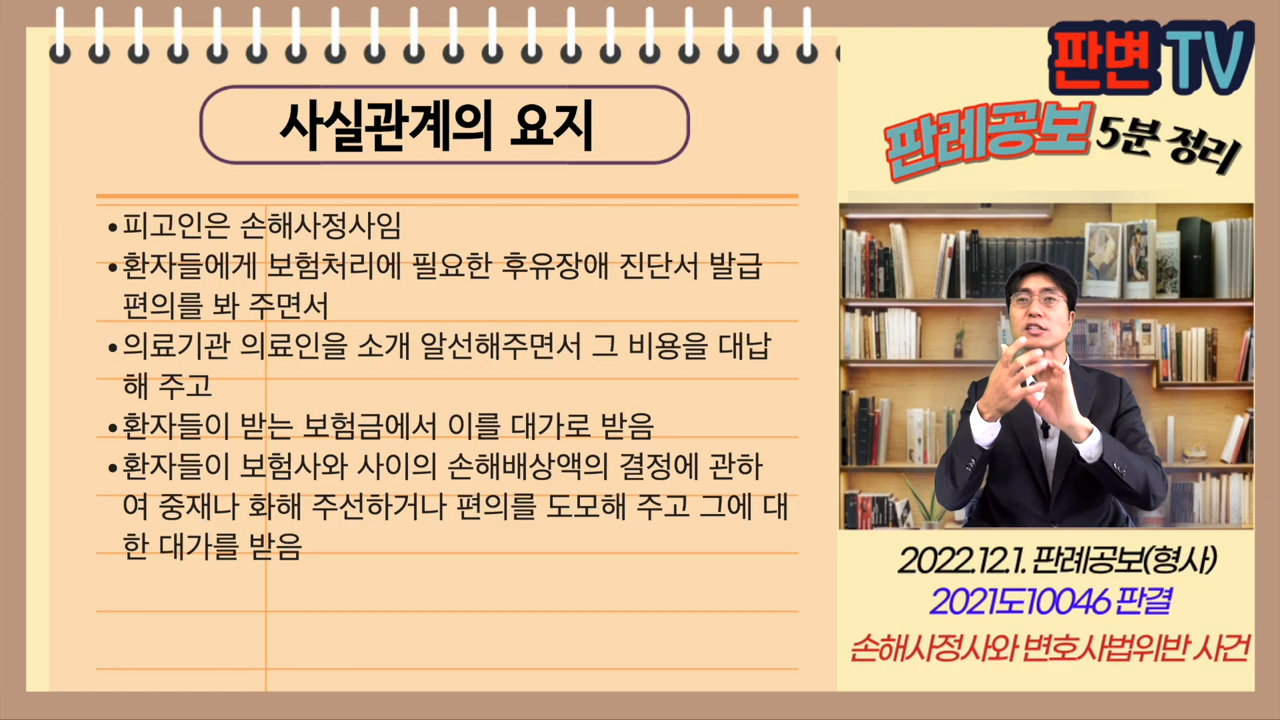 사실관계의 요지
•피고인은 손해사정사임
•환자들에게 보험처리에 필요한 후유장애 진단서 발급
편의를 봐 주면서
•의료기관 의료인을 소개 알선해주면서 그 비용을 대납
해 주고
•환자들이 받는 보험금에서 이를 대가로 받음
•환자들이 보험사와 사이의 손해배상액의 결정에 관하
여 중재나 화해 주선하거나 편의를 도모해 주고 그에 대
한 대가를 받음
판변 TV
판례공보 5분 정리
2022.12.1. 판례공보(형사)
2021도10046 판결
손해사정사와 변호사법위반 사건